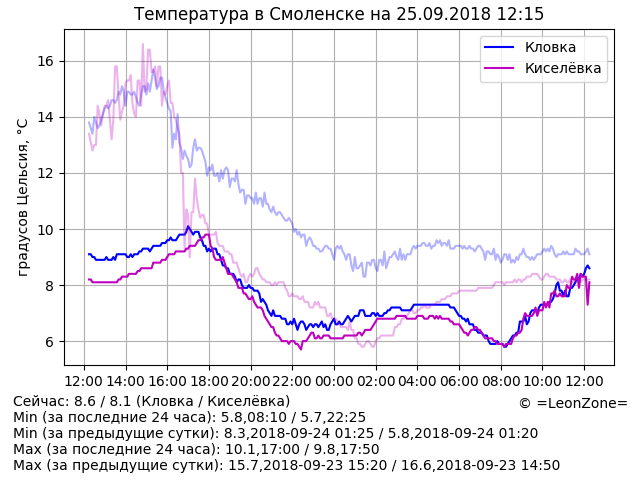 Температура в Смоленске на 25.09.2018 12:15
градусов Цельсия, °C
16
14
12
10
8
6
Кловка
Киселёвка
12:00 14:00 16:00 18:00 20:00 22:00 00:00 02:00 04:00 06:00 08:00 10:00 12:00
Сейчас: 8.6 / 8.1 (Кловка / Киселёвка)
© =LeonZone=
Min (за последние 24 часа): 5.8,08:10 / 5.7,22:25
Min (за предыдущие сутки): 8.3,2018-09-24 01:25 / 5.8,2018-09-24 01:20
Max (за последние 24 часа): 10.1,17:00 / 9.8,17:50
Max (за предыдущие сутки): 15.7,2018-09-23 15:20 / 16.6,2018-09-23 14:50